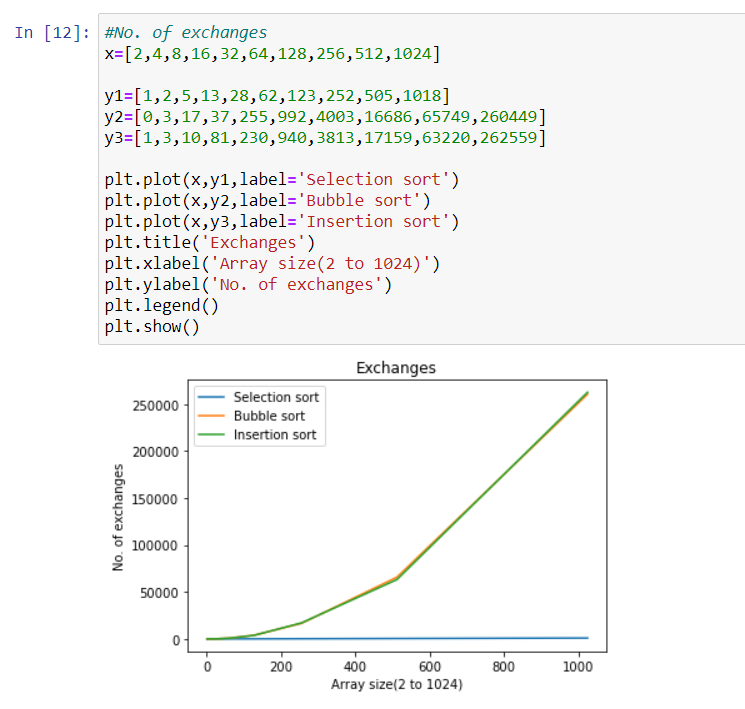 In [12]: #No. of exchanges
x=[2,4,8,16,32,64,128,256,512,1024]
y1=[1,2,5,13,28,62,123,252,505,1018]
y2=[0,3,17,37,255,992,4003,16686,65749,260449]
y3=[1,3,10,81,230,940,3813,17159,63220,262559]
plt.plot(x,y1,label='Selection sort')
plt.plot(x,y2,label='Bubble sort')
plt.plot(x,y3,label='Insertion sort')
plt.title('Exchanges')
plt.xlabel('Array size(2 to 1024)')
plt.ylabel('No. of exchanges')
plt.legend()
plt.show()
Exchanges
Selection sort
Bubble sort
Insertion sort
No. of exchanges
250000
200000
150000
100000
50000
0
0 200 400 600 800 1000
Array size(2 to 1024)